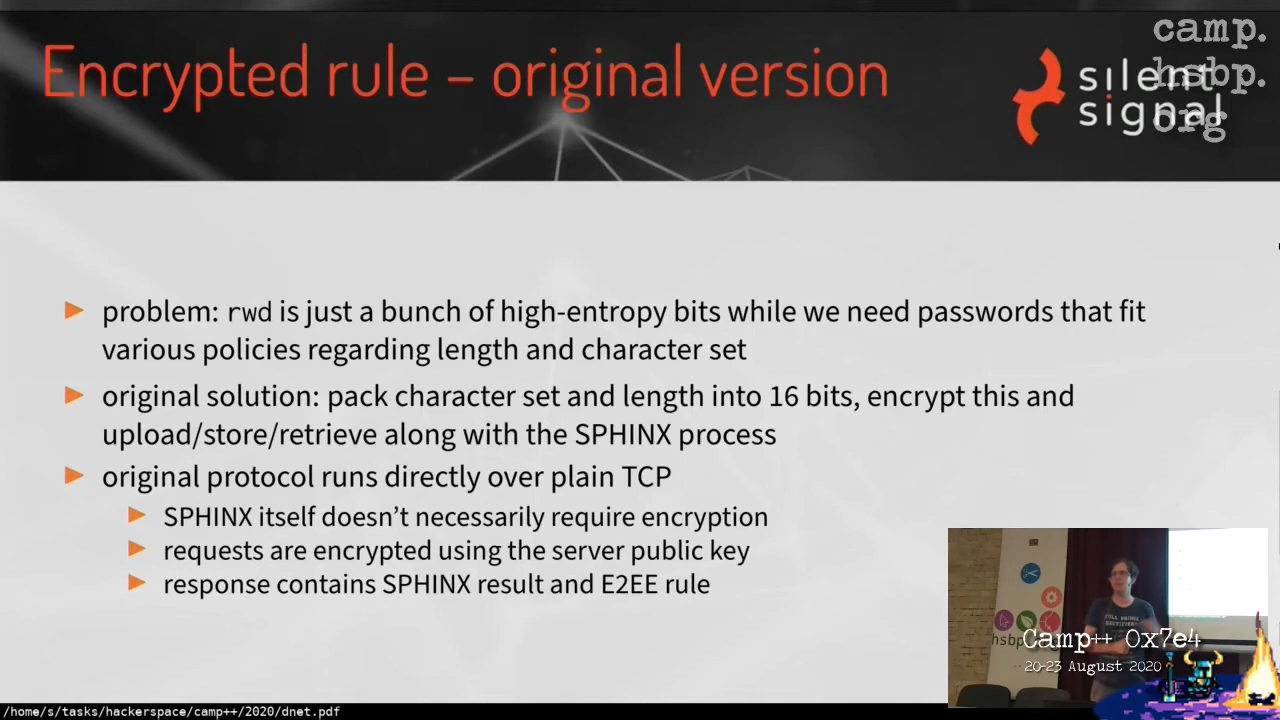 Encrypted rule – original version
silent
signal
camp.
hsbp.
org
problem: rwd is just a bunch of high-entropy bits while we need passwords that fit
various policies regarding length and character set
original solution: pack character set and length into 16 bits, encrypt this and
upload/store/retrieve along with the SPHINX process
original protocol runs directly over plain TCP
SPHINX itself doesn't necessarily require encryption
requests are encrypted using the server public key
response contains SPHINX result and E2EE rule
FULL BRIDGE
RECTIFIER
hsbp
Camp++ 0x7e4
20-23 August 2020
/home/s/tasks/hackerspace/camp++/2020/dnet.pdf